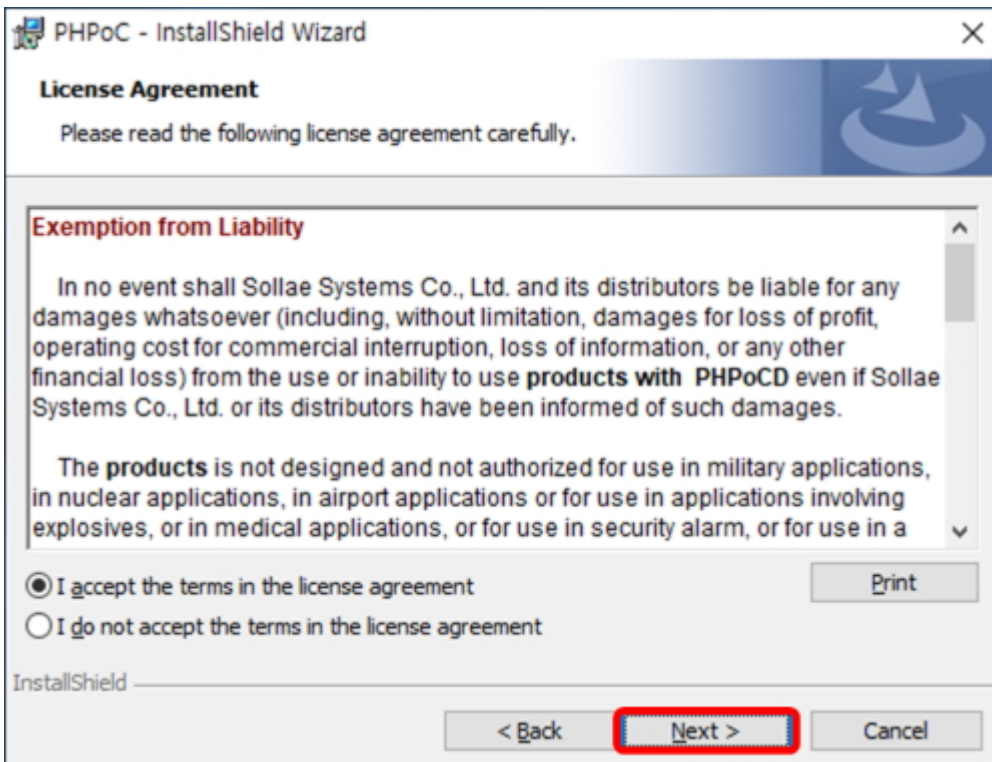 PHPoC - InstallShield Wizard
License Agreement
Please read the following license agreement carefully.
Exemption from Liability
In no event shall Sollae Systems Co., Ltd. and its distributors be liable for any
damages whatsoever (including, without limitation, damages for loss of profit,
operating cost for commercial interruption, loss of information, or any other
financial loss) from the use or inability to use products with PHPoCD even if Sollae
Systems Co., Ltd. or its distributors have been informed of such damages.
The products is not designed and not authorized for use in military applications,
in nuclear applications, in airport applications or for use in applications involving
explosives, or in medical applications, or for use in security alarm, or for use in a
I accept the terms in the license agreement
Print
I do not accept the terms in the license agreement
InstallShield
< Back
Next >
Cancel